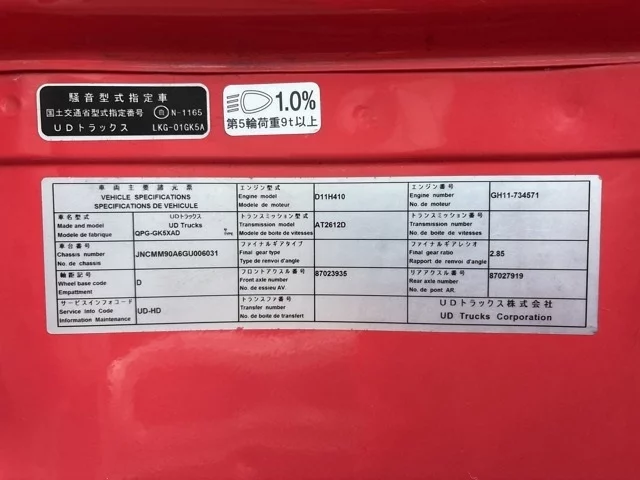 騒音型式指定車
国土交通省型式指定番号 自 N-1165
UDトラックス LKG-01GK5A
1.0%
第5輪荷重9t以上
車両主要諸元票
VEHICLE SPECIFICATIONS
SPECIFICATIONS DE VEHICULE
エンジン型式
Engine model
Modele de moteur
D11H410
エンジン番号
Engine number
No. de moteur
GH11-734571
車名型式
Made and model
Modele de fabrique
UDトラックス
UD Trucks
QPG-GK5XAD
トランスミッション型式
Transmission model
Modele de boite de vitesses
AT2612D
トランスミッション番号
Transmission number
No. de boite de vitesses
車台番号
Chassis number
No. de chassis
JNCMM90A6GU006031
ファイナルギアタイプ
Final gear type
Type de renvoi d'angle
ファイナルギアレシオ
Final gear ratio
Rapport de renvoi d'angle
2.85
軸距記号
Wheel base code
Empattment
D
フロントアクスル番号
Front axle number
No. de essieu AV.
87023935
リアアクスル番号
Rear axle number
No. de pont AR.
87027919
サービスインフォコード
Service into Code
Information Maintenance
UD-HD
トランスファ番号
Transfer number
No. de boite de transfert
UDトラックス株式会社
UD Trucks Corporation